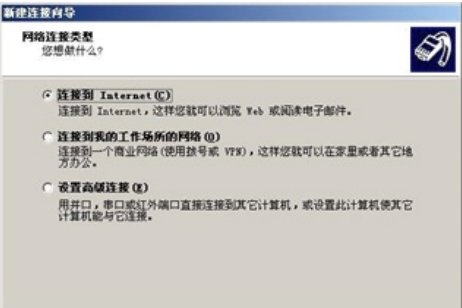 新建连接向导
网络连接类型
您想做什么?
连接到 Internet(C)
连接到 Internet,这样您就可以浏览 Web 或阅读电子邮件。
连接到我的工作场所的网络(O)
连接到一个商业网络(使用拨号或 VPN),这样您就可以在家里或者其它地
方办公。
设置高级连接(E)
用并口,串口或红外端口直接连接到其它计算机,或设置此计算机使其它
计算机能与它连接。